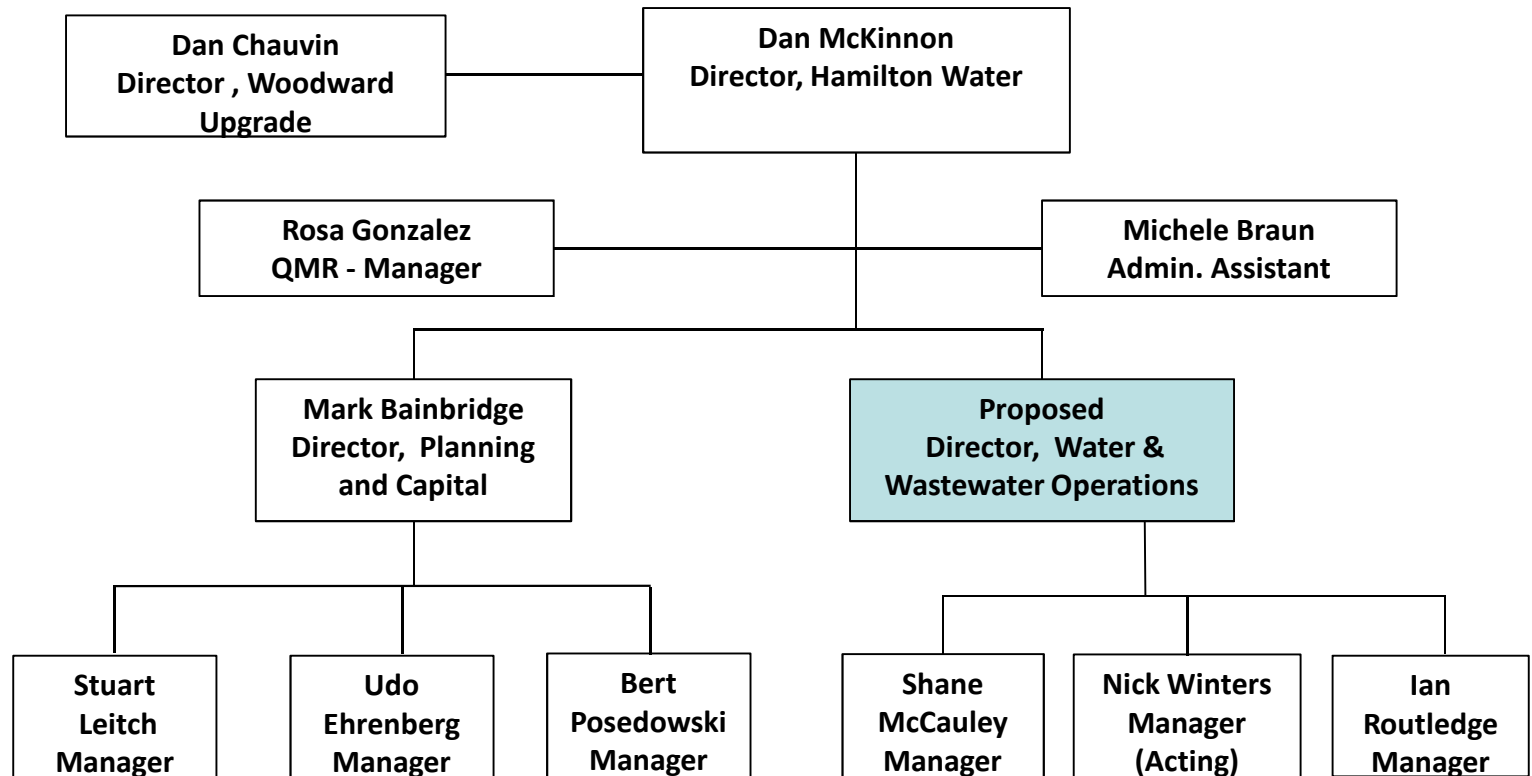 Dan Chauvin
Director , Woodward
Upgrade
Dan McKinnon
Director, Hamilton Water
Rosa Gonzalez
QMR - Manager
Michele Braun
Admin. Assistant
Mark Bainbridge
Director, Planning
and Capital
Proposed
Director, Water &
Wastewater Operations
Stuart
Leitch
Manager
Udo
Ehrenberg
Manager
Bert
Posedowski
Manager
Shane
McCauley
Manager
Nick Winters
Manager
(Acting)
Ian
Routledge
Manager